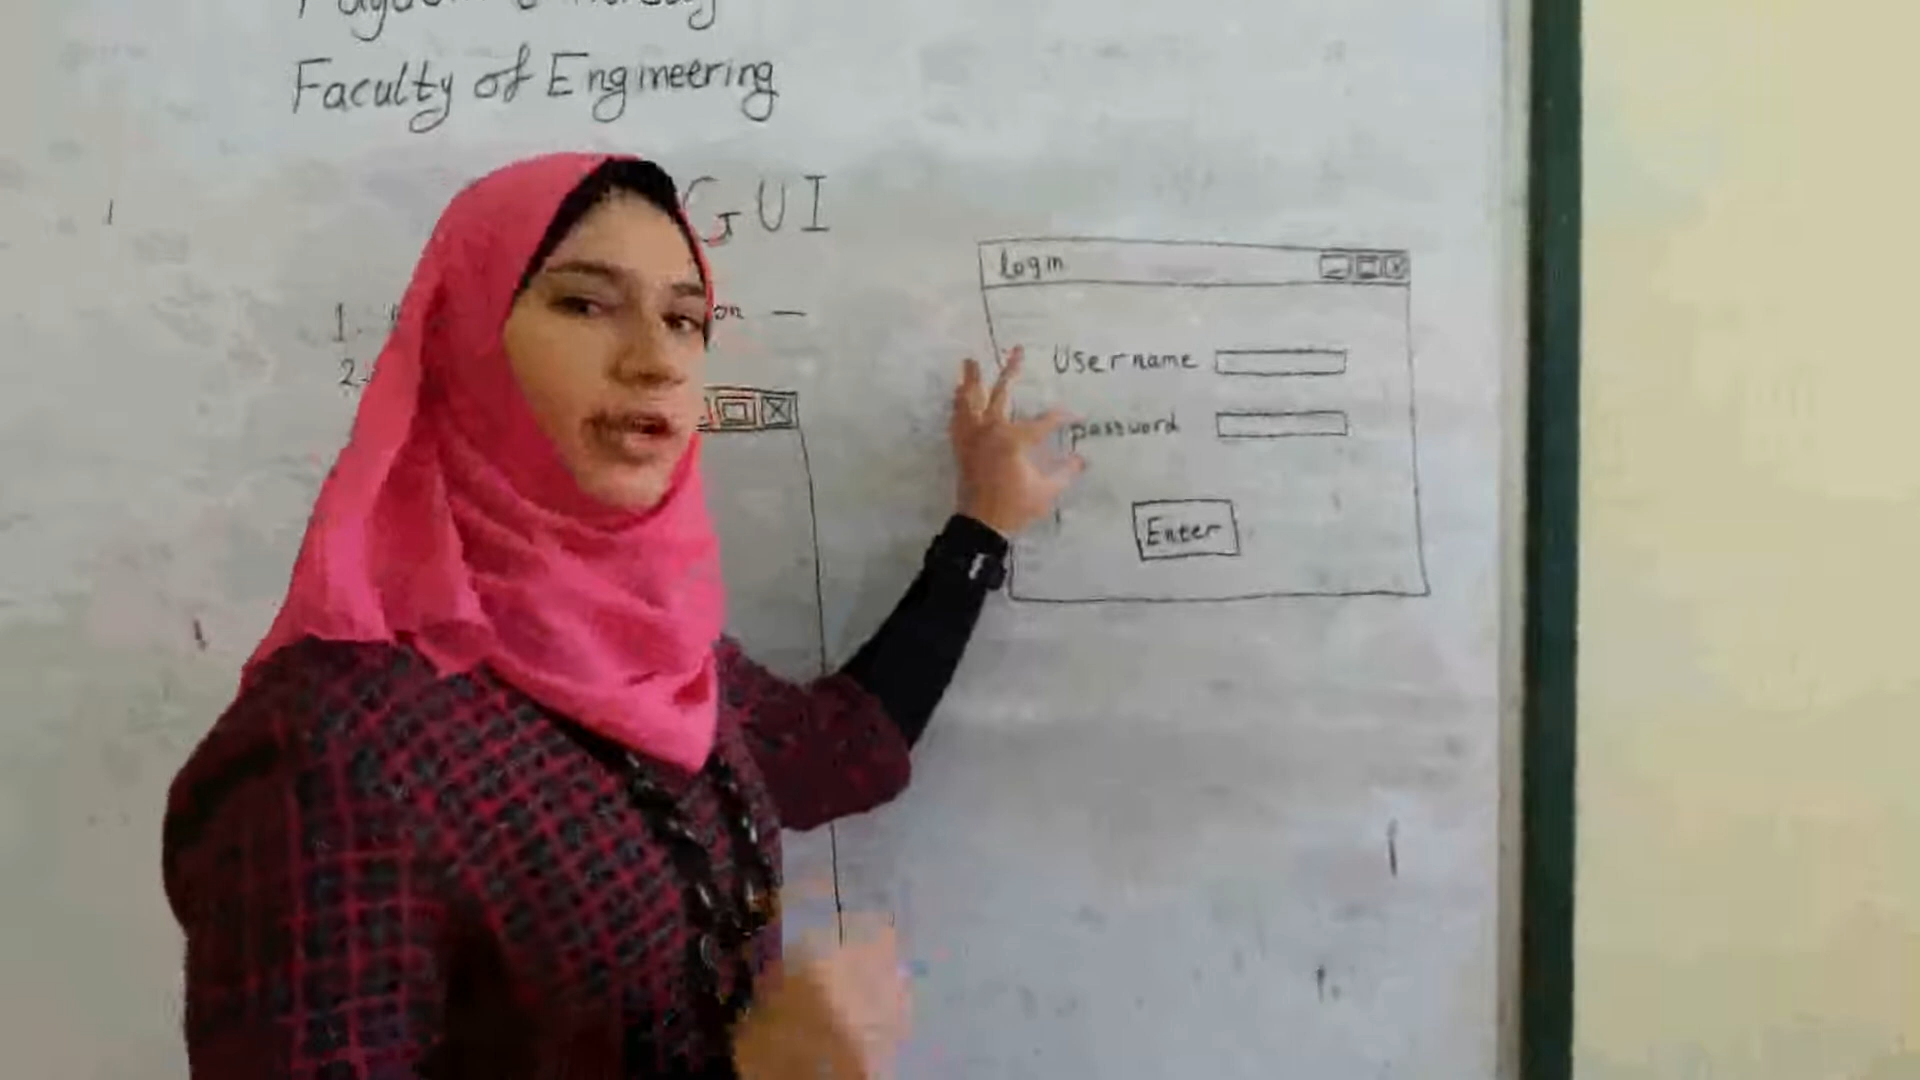 Faculty of Engineering
GUI
1.
2.
login
Username
password
Enter